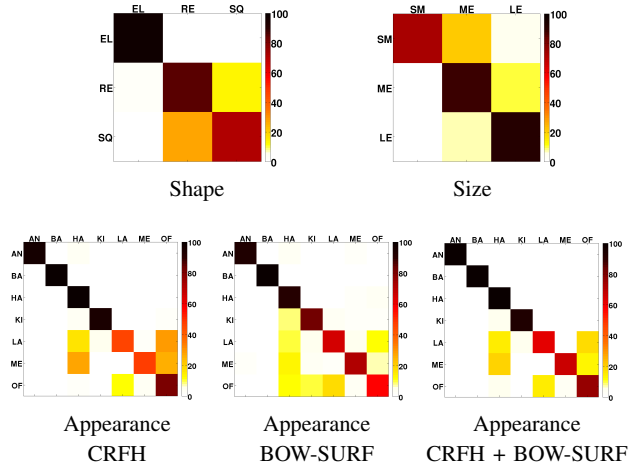 EL RE SQ
100
EL
80
60
RE
40
20
SQ
0
Shape
SM ME LE
100
SM
80
60
ME
40
20
LE
0
Size
AN BA HA KI LA ME OF
100
AN
BA
80
HA
60
KI
40
LA
ME
20
OF
0
Appearance
CRFH
AN BA HA KI LA ME OF
100
AN
BA
80
HA
60
KI
40
LA
ME
20
OF
0
Appearance
BOW-SURF
AN BA HA KI LA ME OF
100
AN
BA
80
HA
60
KI
40
LA
ME
20
OF
0
Appearance
CRFH + BOW-SURF